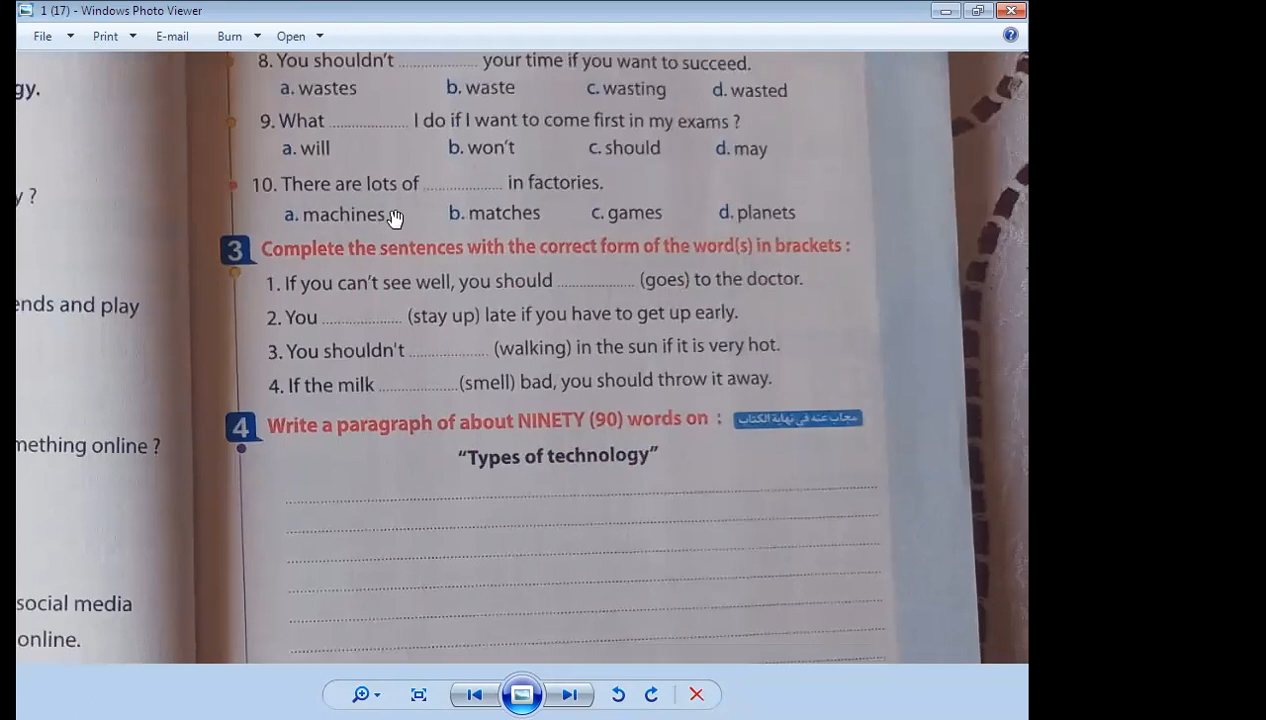 1 (17) - Windows Photo Viewer
File Print E-mail Burn Open
gy.
8. You shouldn't .................. your time if you want to succeed.
a. wastes b. waste c. wasting d. wasted
9. What .................. I do if I want to come first in my exams ?
a. will b. won't c. should d. may
y ?
10. There are lots of .................. in factories.
a. machines b. matches c. games d. planets
3 Complete the sentences with the correct form of the word(s) in brackets :
1. If you can't see well, you should .................. (goes) to the doctor.
ends and play
2. You .................. (stay up) late if you have to get up early.
3. You shouldn't .................. (walking) in the sun if it is very hot.
4. If the milk .................. (smell) bad, you should throw it away.
4 Write a paragraph of about NINETY (90) words on : مجاب عنه في نهاية الكتاب
mething online ?
"Types of technology"
social media
online.